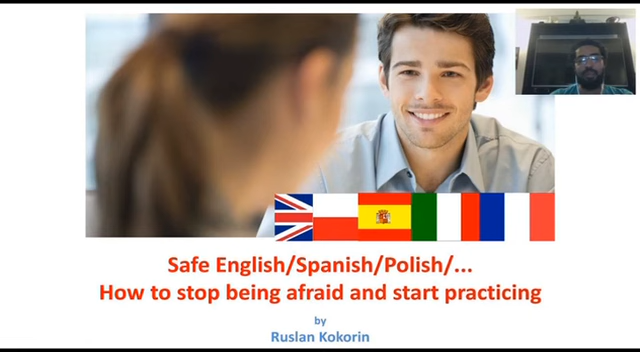 Safe English/Spanish/Polish/...
How to stop being afraid and start practicing
by
Ruslan Kokorin